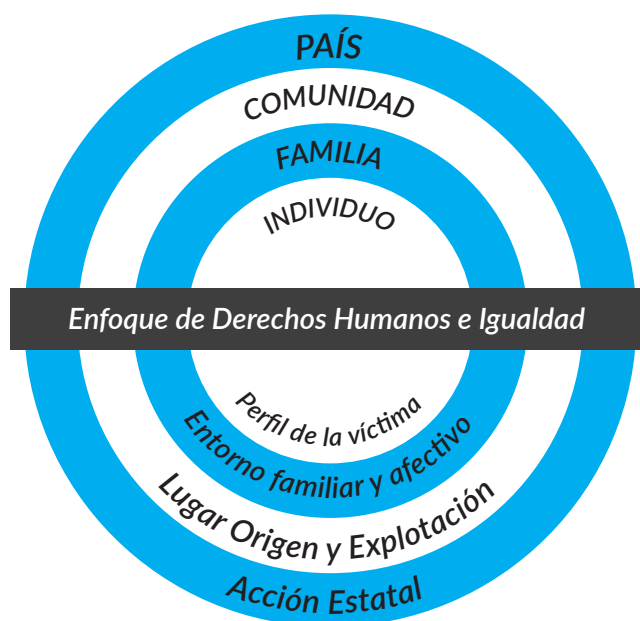 PAÍS
COMUNIDAD
FAMILIA
INDIVIDUO
Enfoque de Derechos Humanos e Igualdad
Perfil de la víctima
Entorno familiar y afectivo
Lugar Origen y Explotación
Acción Estatal